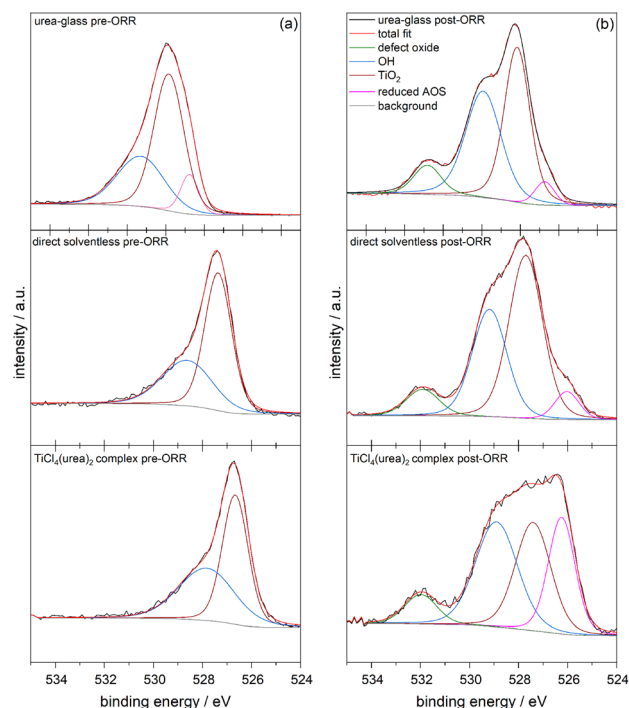 urea-glass pre-ORR
(a)
direct solventless pre-ORR
TiCl4(urea)2 complex pre-ORR
intensity / a.u.
534 532 530 528 526 524
binding energy / eV
urea-glass post-ORR
(b)
total fit
defect oxide
OH
TiO2
reduced AOS
background
direct solventless post-ORR
TiCl4(urea)2 complex post-ORR
intensity / a.u.
534 532 530 528 526 524
binding energy / eV